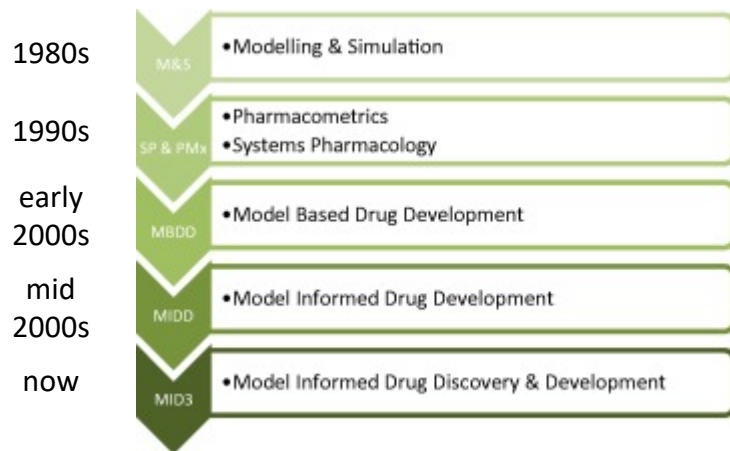 1980s
M&S
•Modelling & Simulation
1990s
SP & PMx
•Pharmacometrics
•Systems Pharmacology
early
2000s
MBDD
•Model Based Drug Development
mid
2000s
MIDD
•Model Informed Drug Development
now
MID3
•Model Informed Drug Discovery & Development